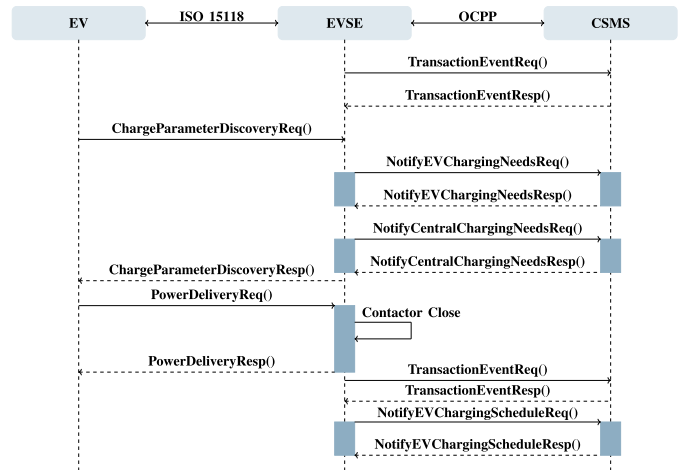 EV
ISO 15118
EVSE
OCPP
CSMS
TransactionEventReq()
TransactionEventResp()
ChargeParameterDiscoveryReq()
NotifyEVChargingNeedsReq()
NotifyEVChargingNeedsResp()
NotifyCentralChargingNeedsReq()
NotifyCentralChargingNeedsResp()
ChargeParameterDiscoveryResp()
PowerDeliveryReq()
Contactor Close
PowerDeliveryResp()
TransactionEventReq()
TransactionEventResp()
NotifyEVChargingScheduleReq()
NotifyEVChargingScheduleResp()